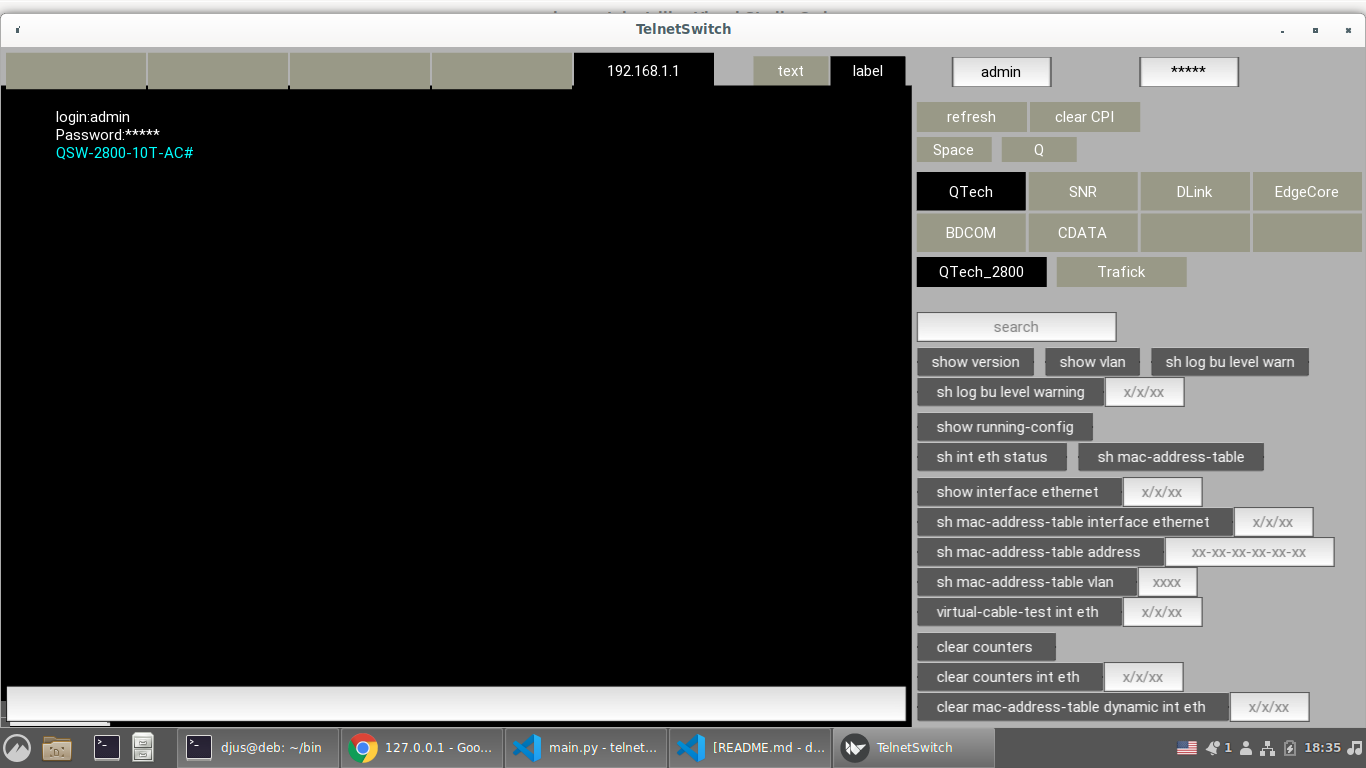 TelnetSwitch
192.168.1.1 text label admin *****
login:admin
Password:*****
QSW-2800-10T-AC#
refresh clear CPI
Space Q
QTech SNR DLink EdgeCore
BDCOM CDATA
QTech_2800 Trafick
search
show version show vlan sh log bu level warn
sh log bu level warning x/x/xx
show running-config
sh int eth status sh mac-address-table
show interface ethernet x/x/xx
sh mac-address-table interface ethernet x/x/xx
sh mac-address-table address xx-xx-xx-xx-xx-xx
sh mac-address-table vlan xxxx
virtual-cable-test int eth x/x/xx
clear counters
clear counters int eth x/x/xx
clear mac-address-table dynamic int eth x/x/xx
djus@deb: ~/bin 127.0.0.1 - Goo... main.py - telnet... [README.md - d... TelnetSwitch 1 18:35